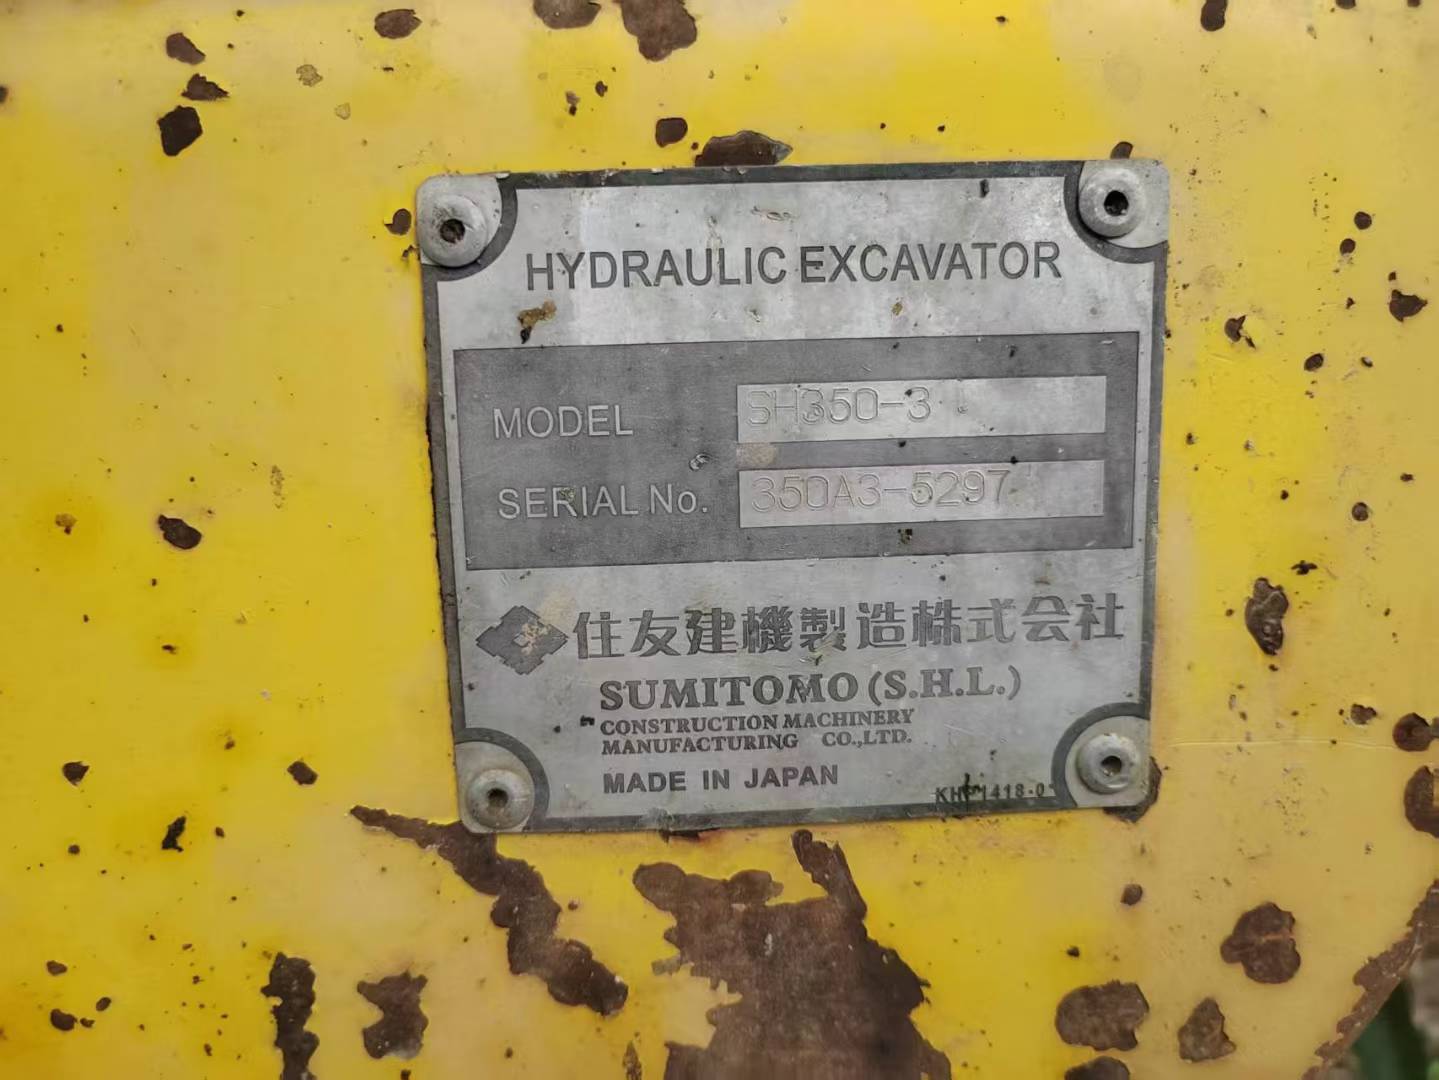 HYDRAULIC EXCAVATOR
MODEL SH350-3
SERIAL No. 350A3-5297
住友建機製造株式会社
SUMITOMO (S.H.L.)
CONSTRUCTION MACHINERY
MANUFACTURING CO.,LTD.
MADE IN JAPAN